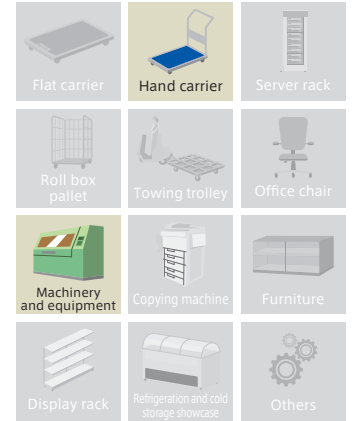 Flat carrier
Hand carrier
Server rack
Roll box
pallet
Towing trolley
Office chair
Machinery
and equipment
Copying machine
Furniture
Display rack
Refrigeration and cold
storage showcase
Others